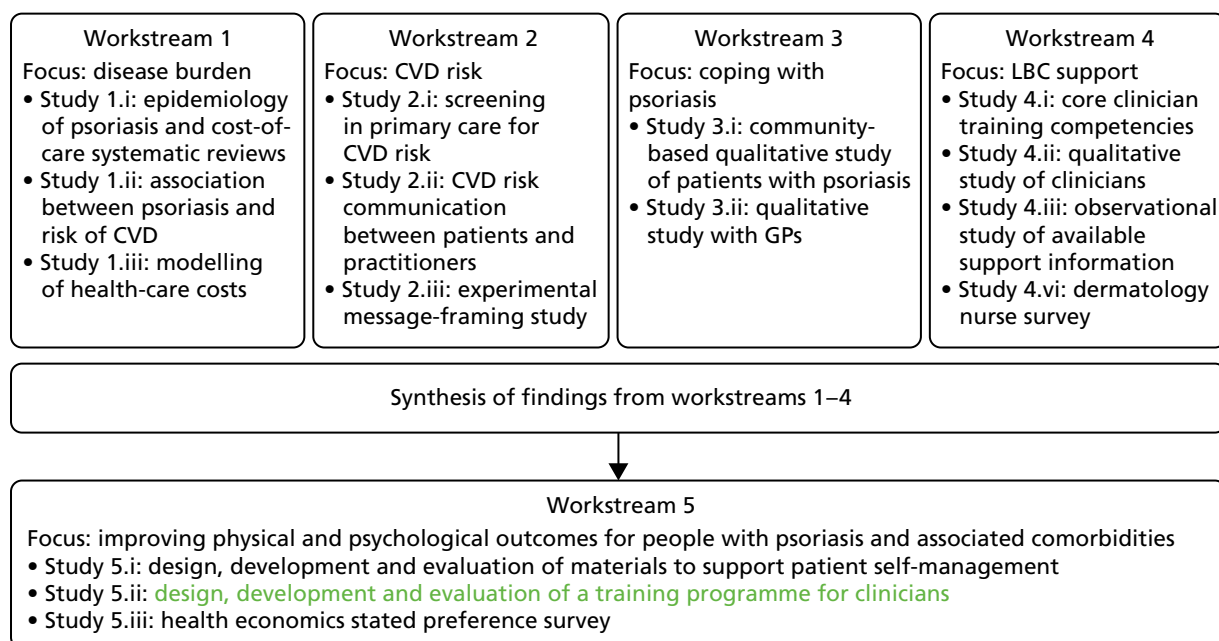 Workstream 1
Focus: disease burden
• Study 1.i: epidemiology
of psoriasis and cost-of-
care systematic reviews
• Study 1.ii: association
between psoriasis and
risk of CVD
• Study 1.iii: modelling
of health-care costs
Workstream 2
Focus: CVD risk
• Study 2.i: screening
in primary care for
CVD risk
• Study 2.ii: CVD risk
communication
between patients and
practitioners
• Study 2.iii: experimental
message-framing study
Workstream 3
Focus: coping with
psoriasis
• Study 3.i: community-
based qualitative study
of patients with psoriasis
• Study 3.ii: qualitative
study with GPs
Workstream 4
Focus: LBC support
• Study 4.i: core clinician
training competencies
• Study 4.ii: qualitative
study of clinicians
• Study 4.iii: observational
study of available
support information
• Study 4.vi: dermatology
nurse survey
Synthesis of findings from workstreams 1–4
Workstream 5
Focus: improving physical and psychological outcomes for people with psoriasis and associated comorbidities
• Study 5.i: design, development and evaluation of materials to support patient self-management
• Study 5.ii: design, development and evaluation of a training programme for clinicians
• Study 5.iii: health economics stated preference survey